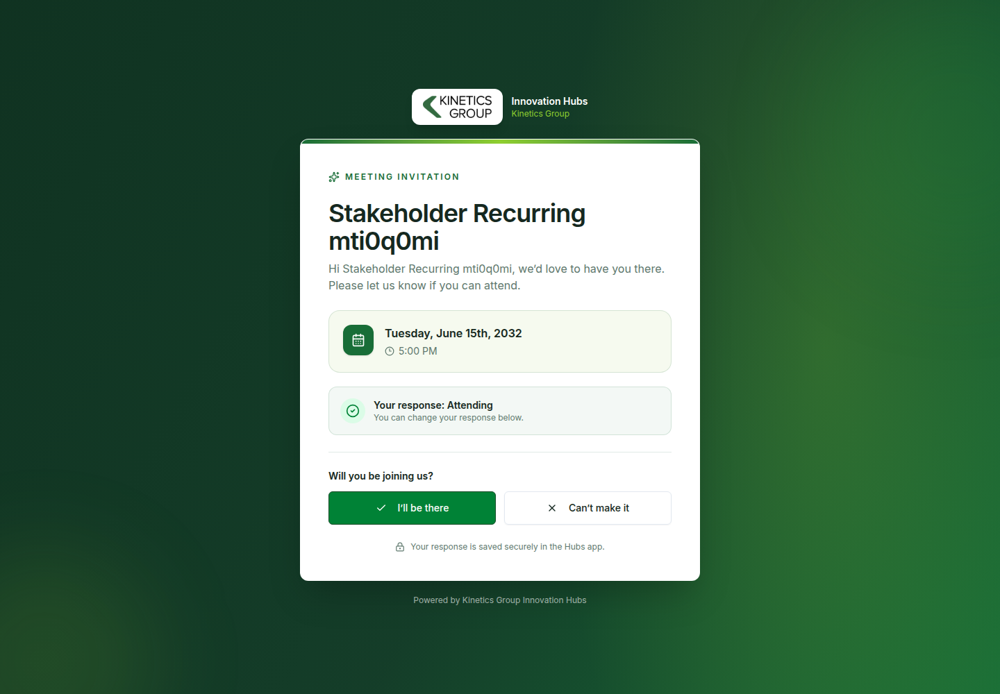 KINETICS
GROUP
Innovation Hubs
Kinetics Group
MEETING INVITATION
Stakeholder Recurring
mti0q0mi
Hi Stakeholder Recurring mti0q0mi, we’d love to have you there.
Please let us know if you can attend.
Tuesday, June 15th, 2032
5:00 PM
Your response: Attending
You can change your response below.
Will you be joining us?
I’ll be there
Can’t make it
Your response is saved securely in the Hubs app.
Powered by Kinetics Group Innovation Hubs